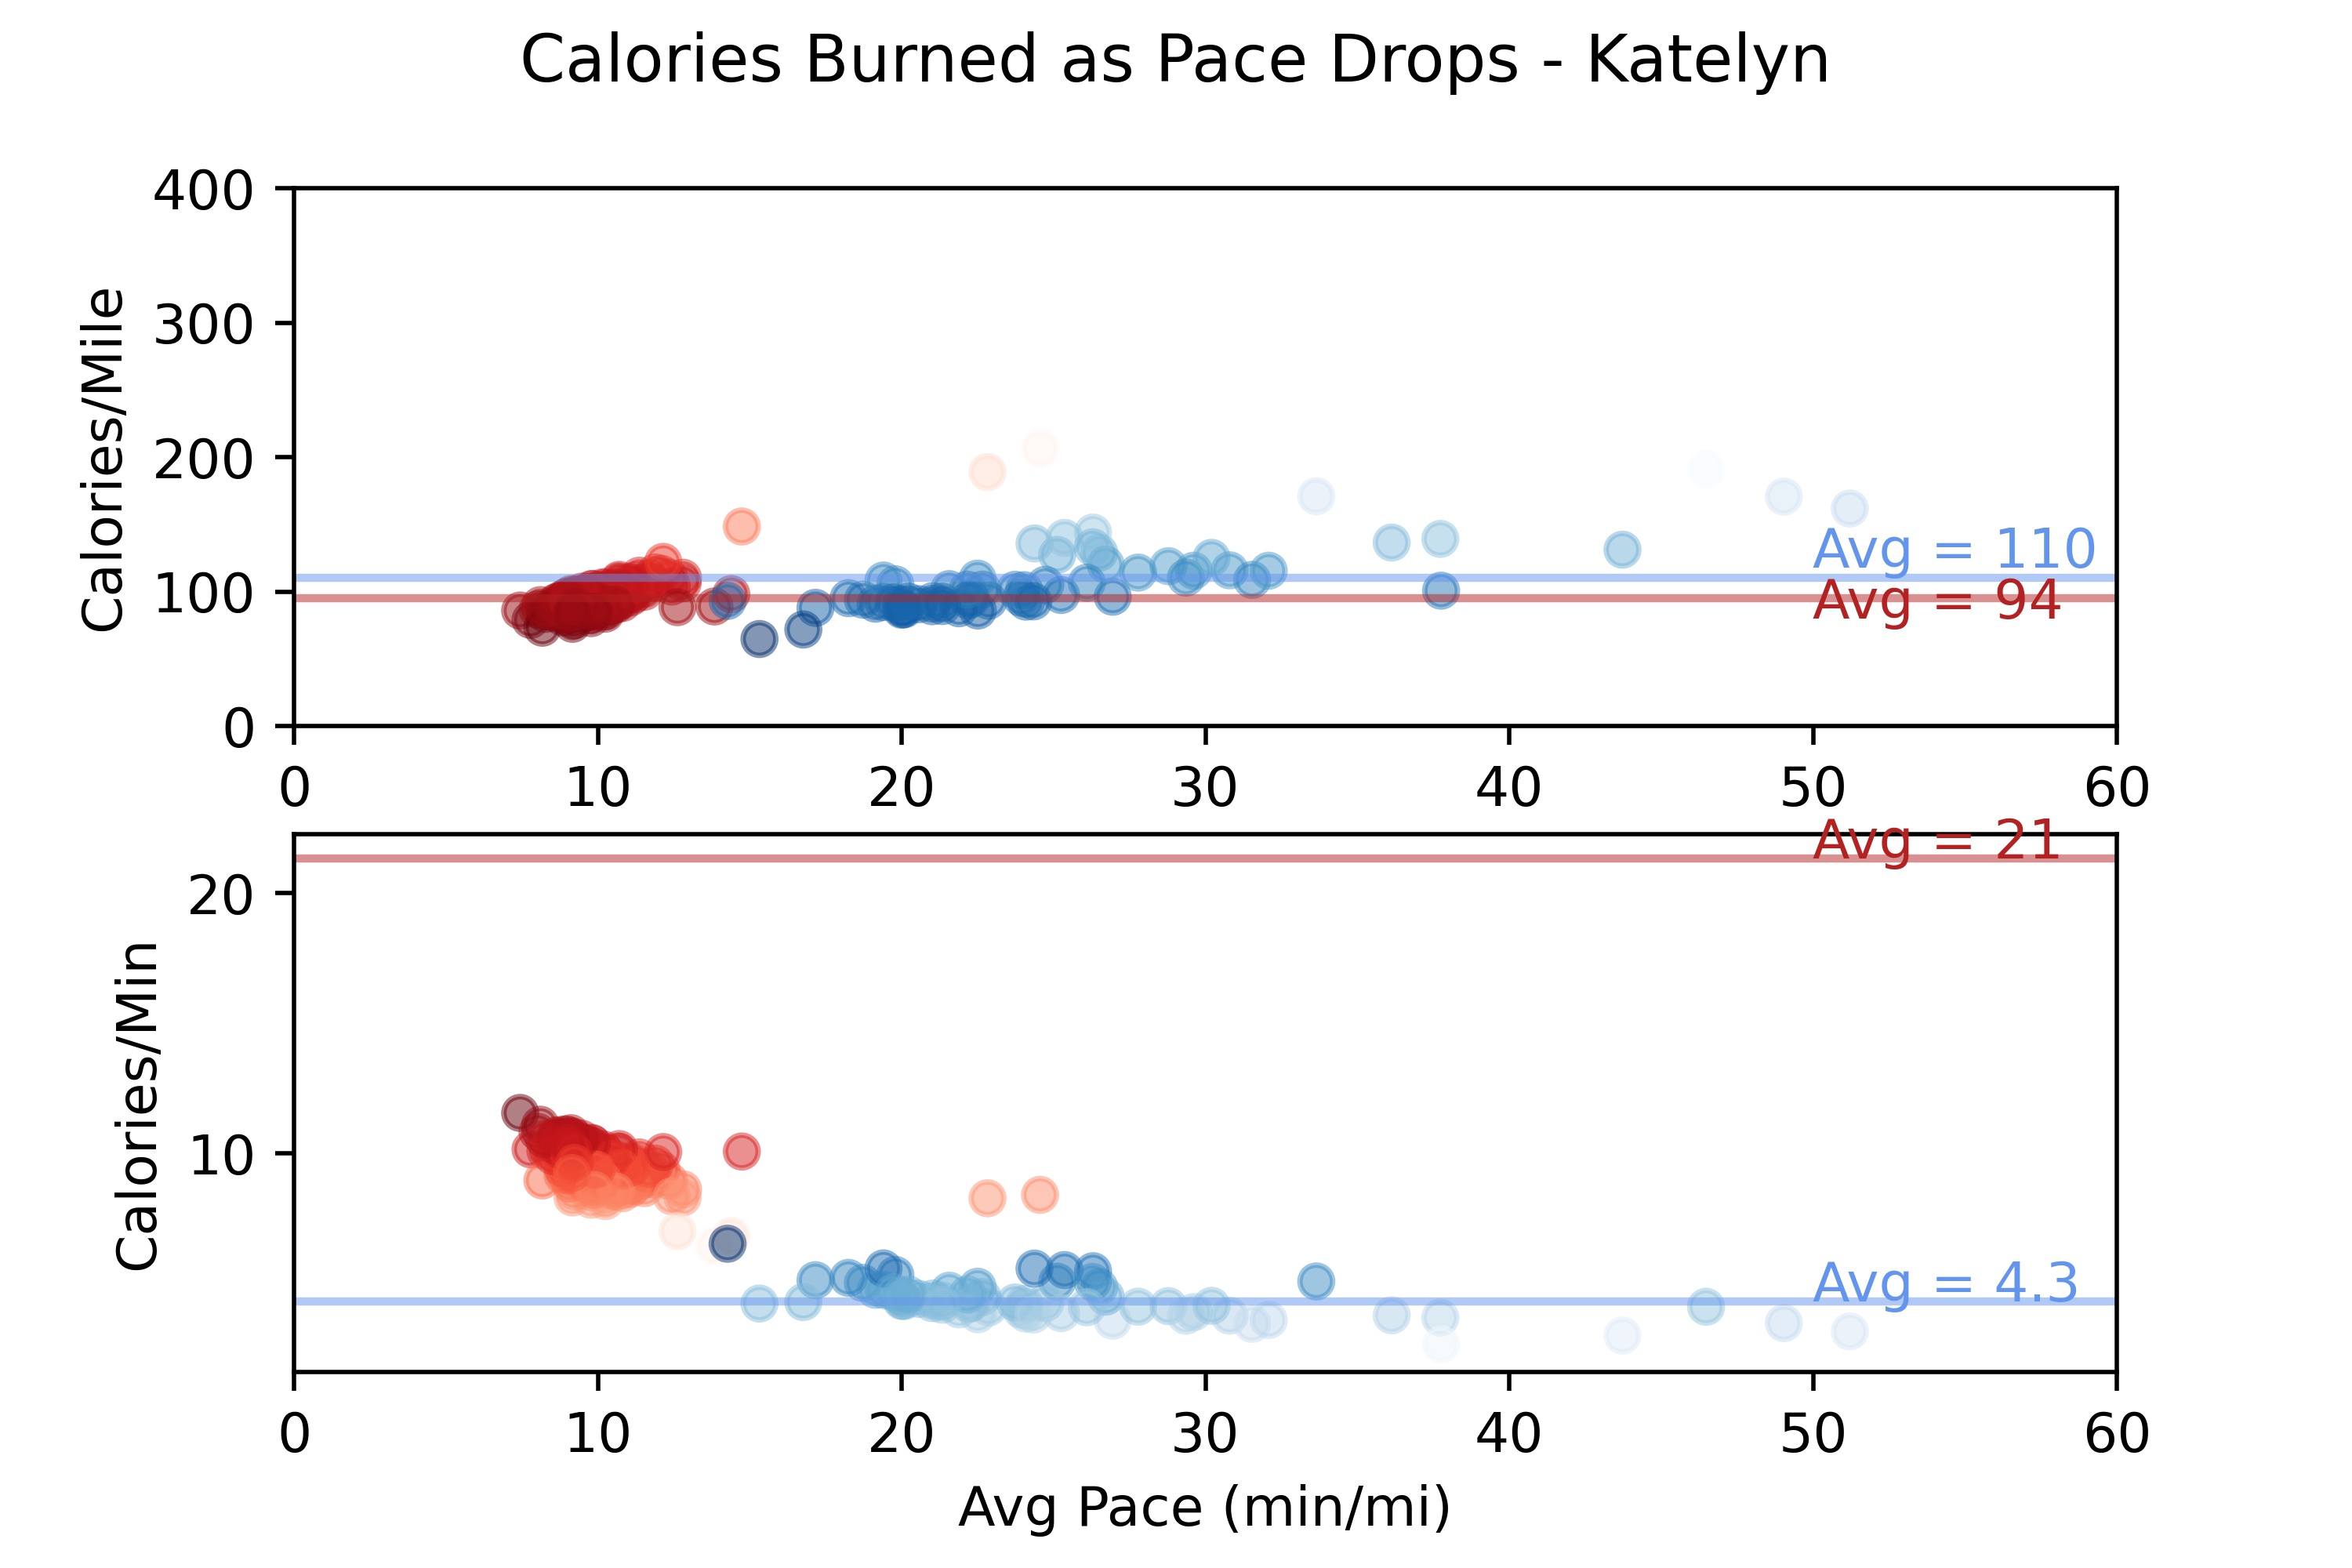 Calories Burned as Pace Drops - Katelyn
Calories/Mile
400
300
200
100
0
Avg = 110
Avg = 94
0 10 20 30 40 50 60
Calories/Min
20
10
Avg = 21
Avg = 4.3
0 10 20 30 40 50 60
Avg Pace (min/mi)